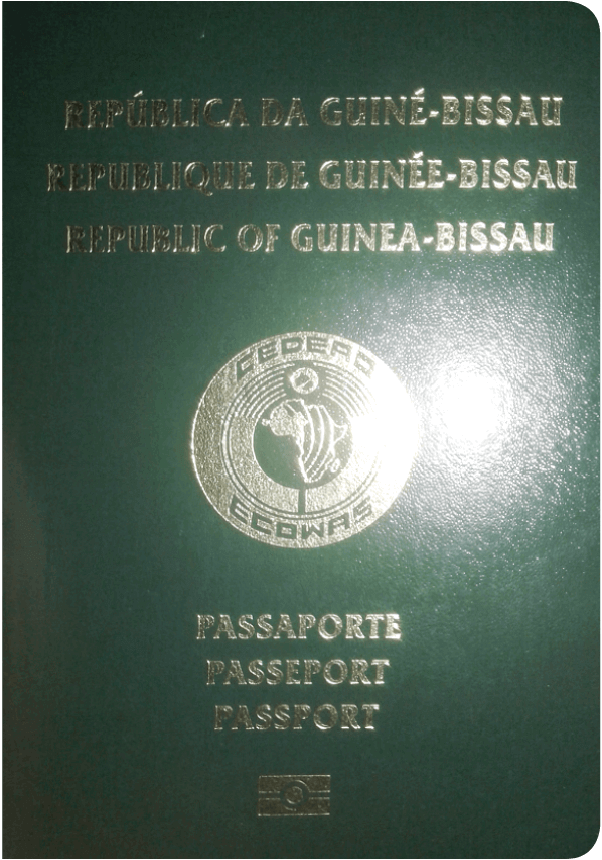 REPÚBLICA DA GUINÉ-BISSAU
REPUBLIQUE DE GUINÉE-BISSAU
REPUBLIC OF GUINEA-BISSAU
CEDEAO
ECOWAS
PASSAPORTE
PASSEPORT
PASSPORT